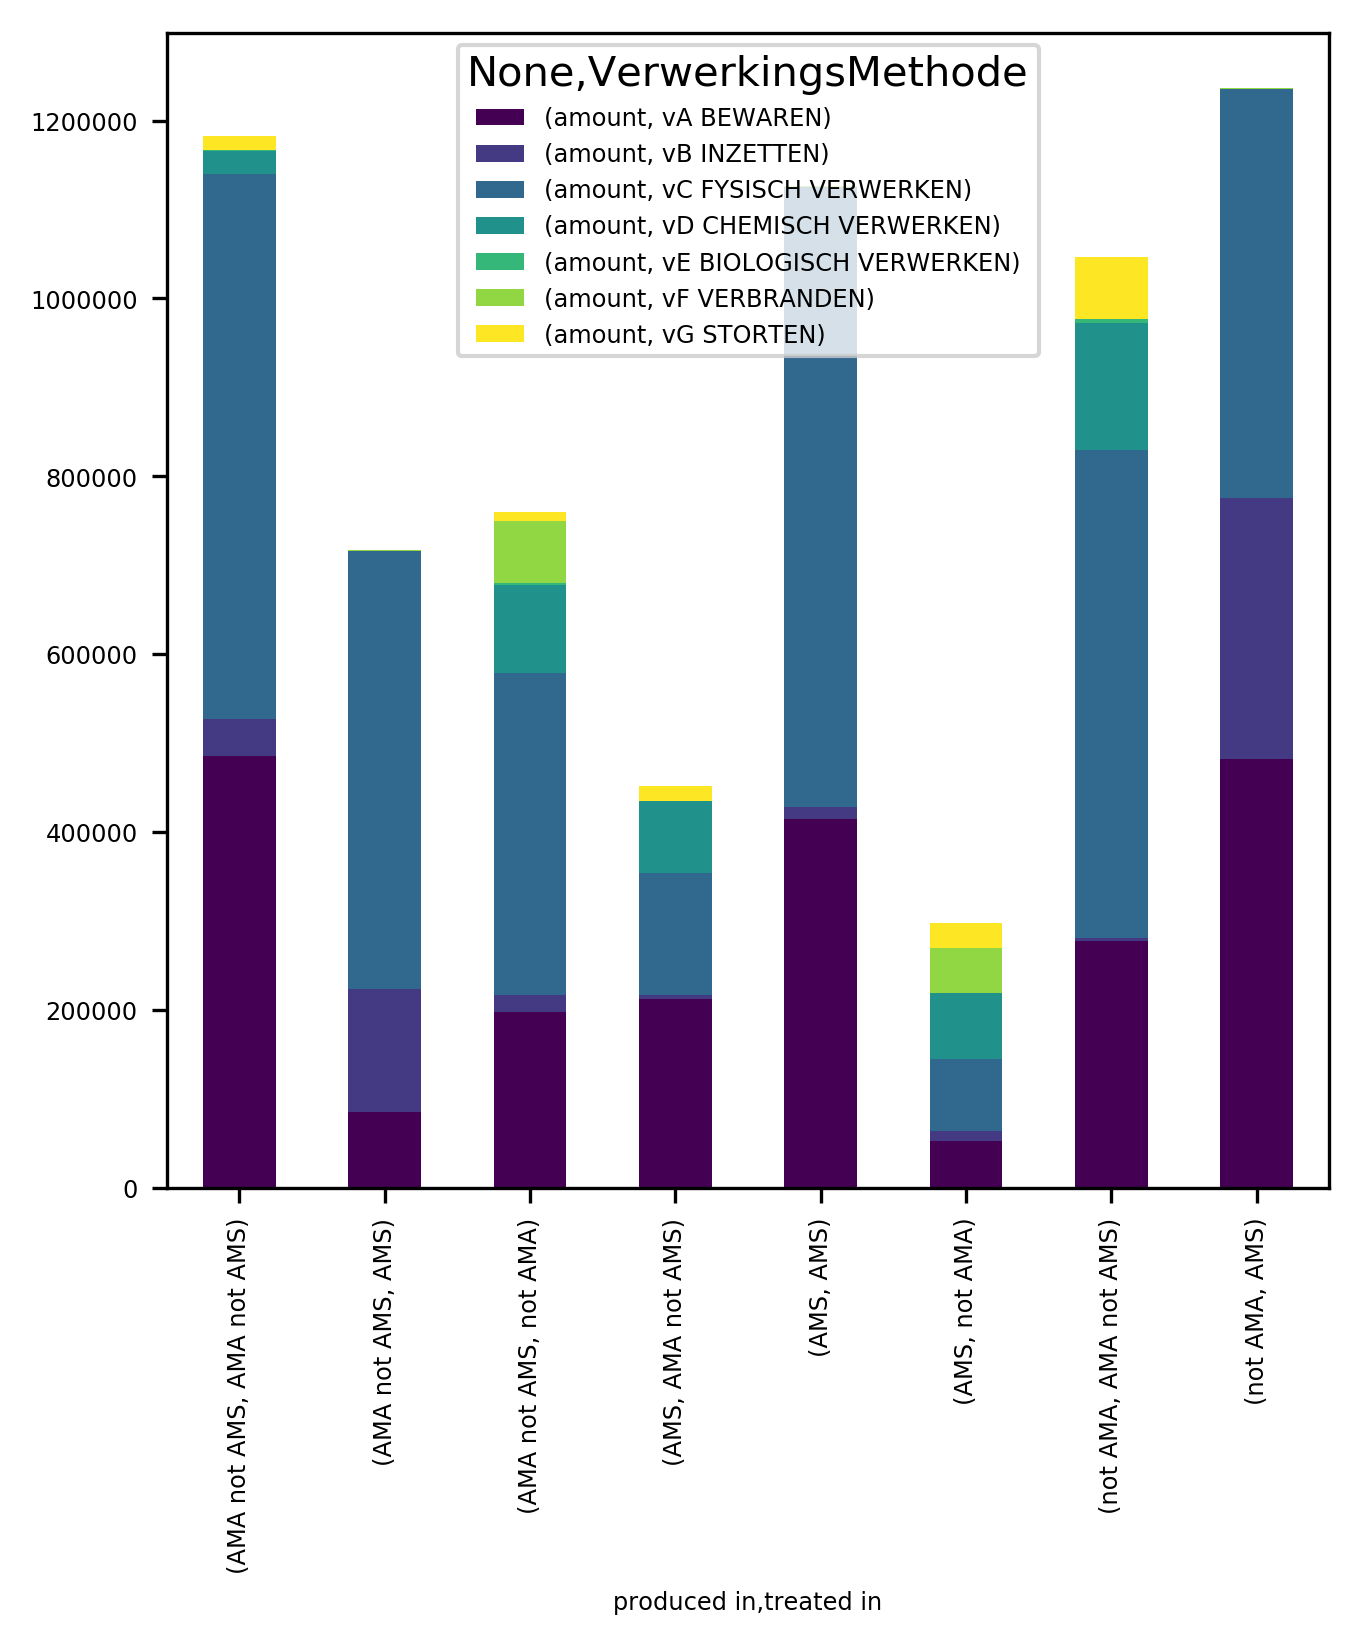 None,VerwerkingsMethode
(amount, vA BEWAREN)
(amount, vB INZETTEN)
(amount, vC FYSISCH VERWERKEN)
(amount, vD CHEMISCH VERWERKEN)
(amount, vE BIOLOGISCH VERWERKEN)
(amount, vF VERBRANDEN)
(amount, vG STORTEN)
1200000
1000000
800000
600000
400000
200000
0
(AMA not AMS, AMA not AMS)
(AMA not AMS, AMS)
(AMA not AMS, not AMA)
(AMS, AMA not AMS)
(AMS, AMS)
(AMS, not AMA)
(not AMA, AMA not AMS)
(not AMA, AMS)
produced in,treated in